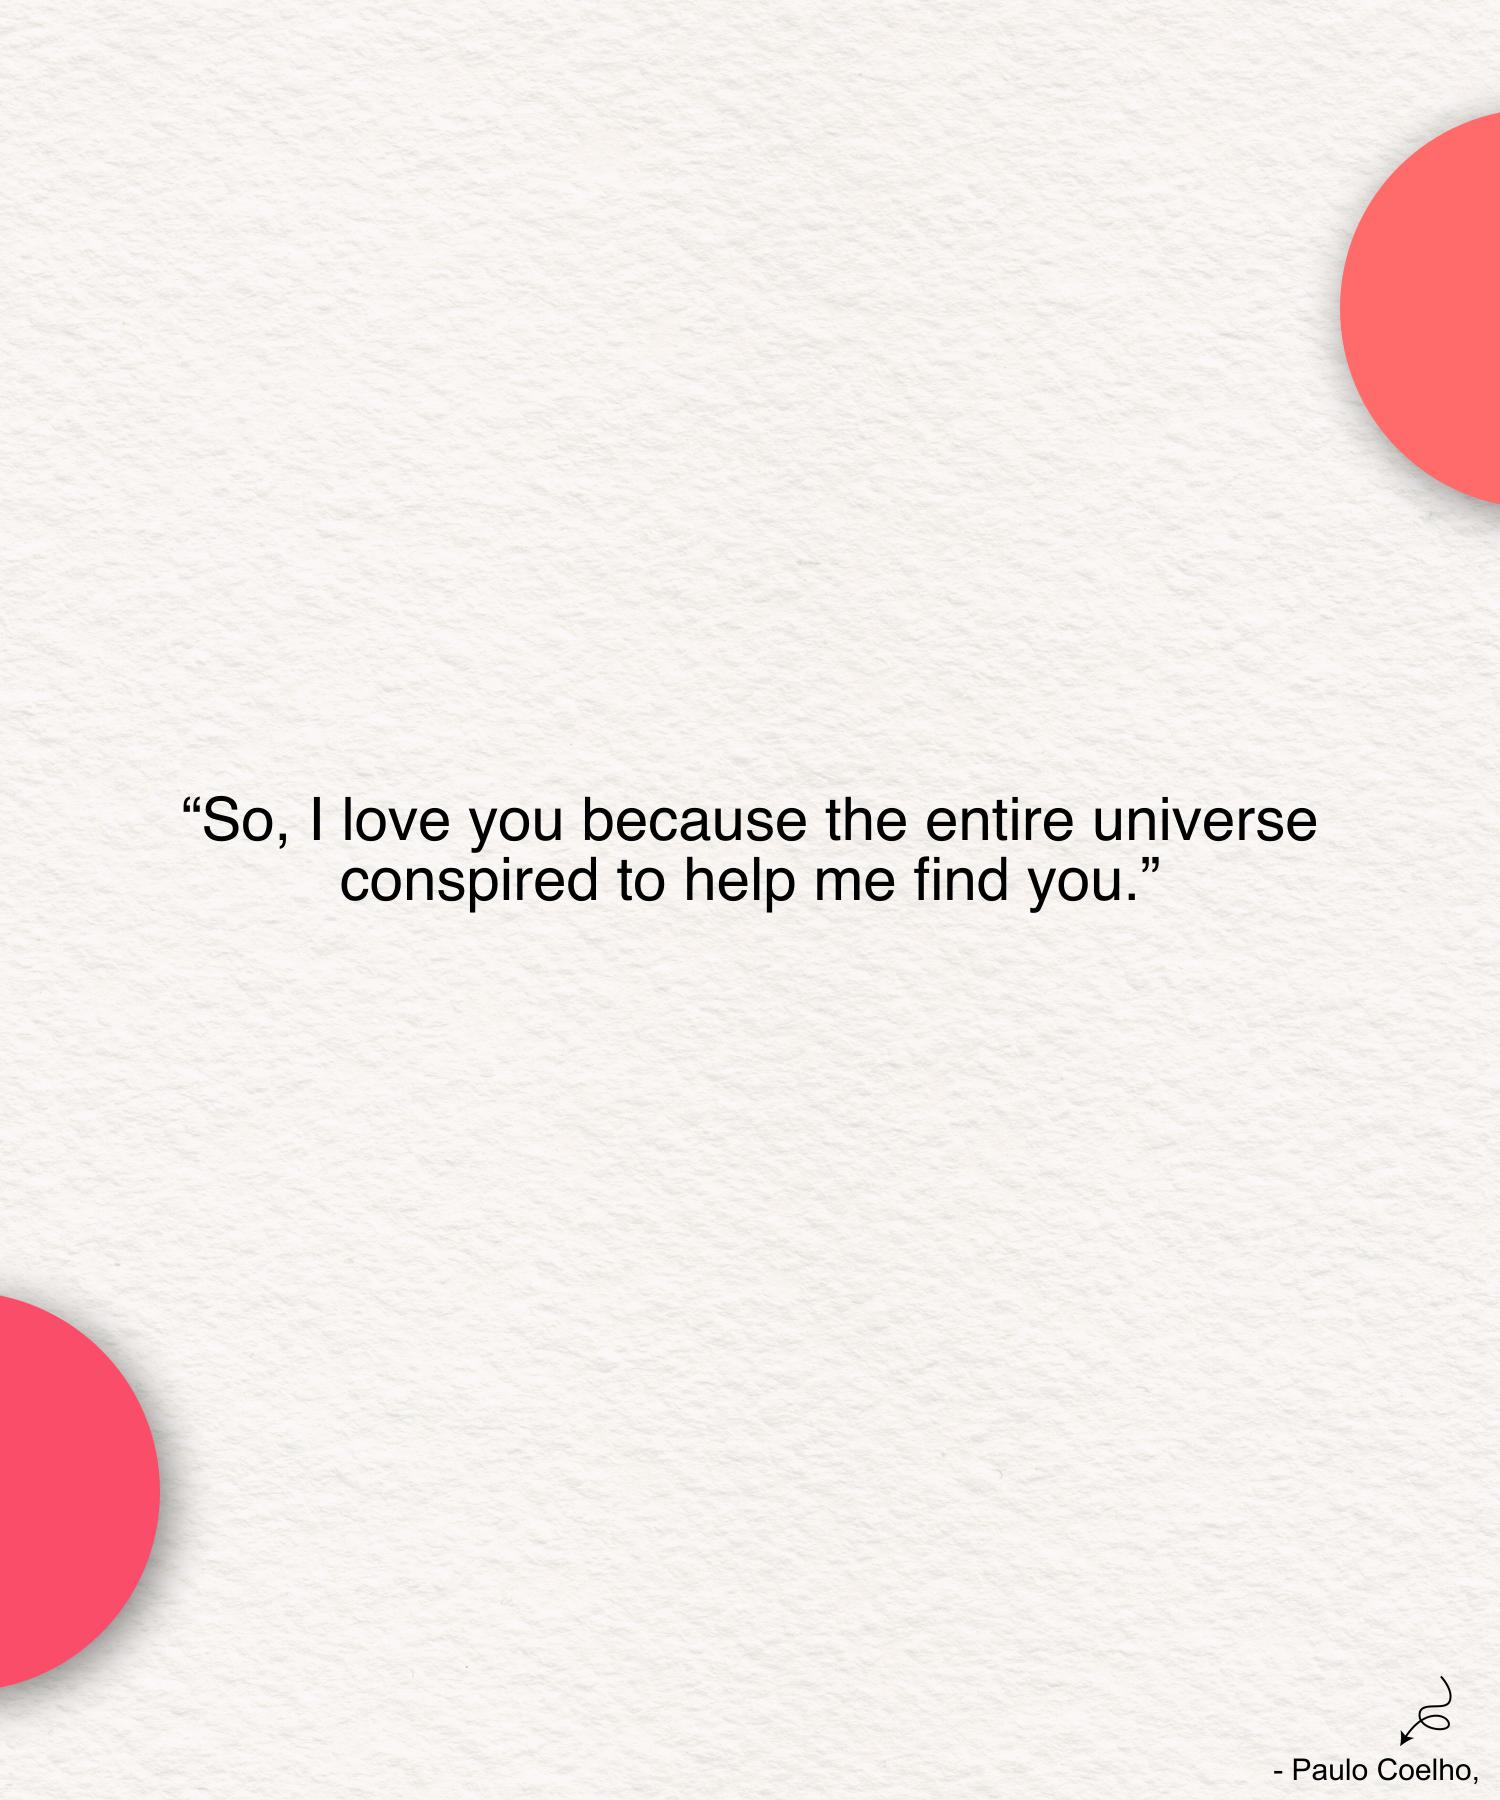 “So, I love you because the entire universe
conspired to help me find you.”
- Paulo Coelho,